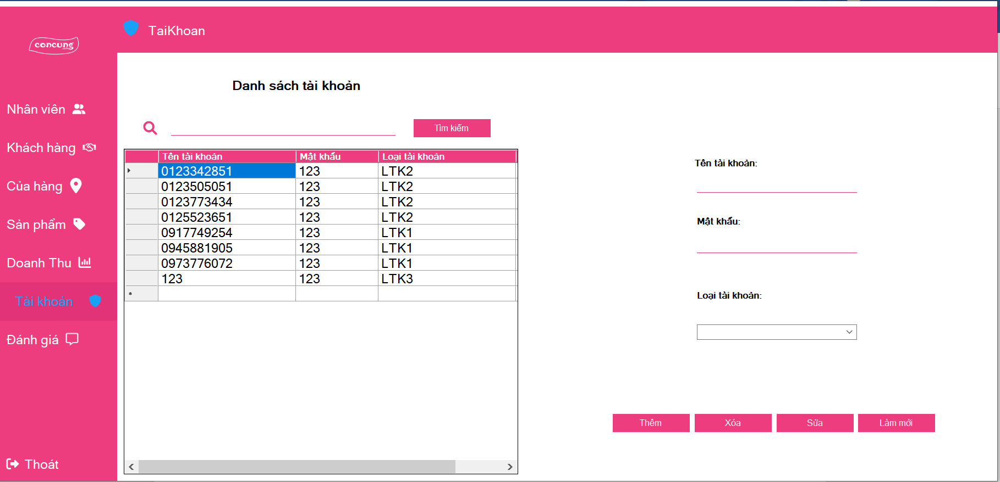 TaiKhoan
concung
.com
Nhân viên
Khách hàng
Của hàng
Sản phẩm
Doanh Thu
Tài khoản
Đánh giá
Thoát
Danh sách tài khoản
Tìm kiếm
Tên tài khoản Mật khẩu Loại tài khoản
0123342851 123 LTK2
0123505051 123 LTK2
0123773434 123 LTK2
0125523651 123 LTK2
0917749254 123 LTK1
0945881905 123 LTK1
0973776072 123 LTK1
123 123 LTK3
Tên tài khoản:
Mật khẩu:
Loại tài khoản:
Thêm Xóa Sửa Làm mới